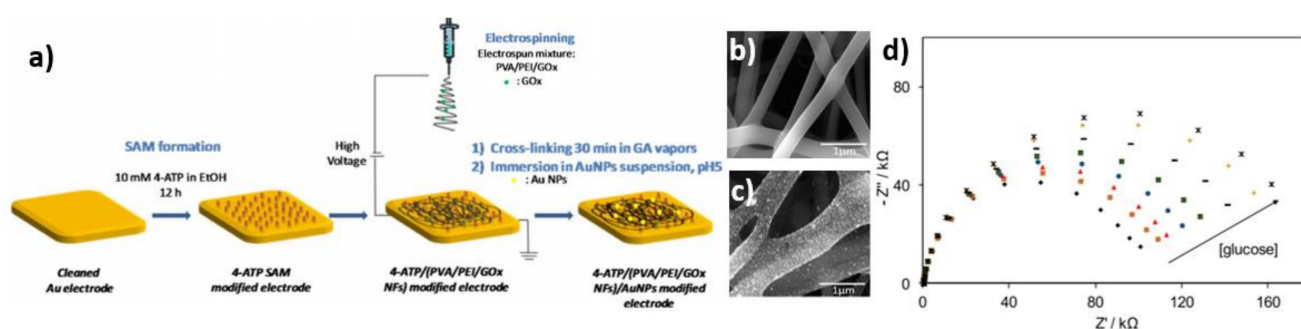 a)
Electrospinning
Electrospun mixture:
PVA/PEI/GOx
: GOx
SAM formation
10 mM 4-ATP in EtOH
12 h
High
Voltage
1) Cross-linking 30 min in GA vapors
2) Immersion in AuNPs suspension, pH5
: Au NPs
Cleaned
Au electrode
4-ATP SAM
modified electrode
4-ATP/(PVA/PEI/GOx
NFs) modified electrode
4-ATP/(PVA/PEI/GOx
NFs)/AuNPs modified
electrode
b)
1µm
c)
1µm
d)
80
40
0
- Z'' / kΩ
[glucose]
0
40
80
120
160
Z' / kΩ